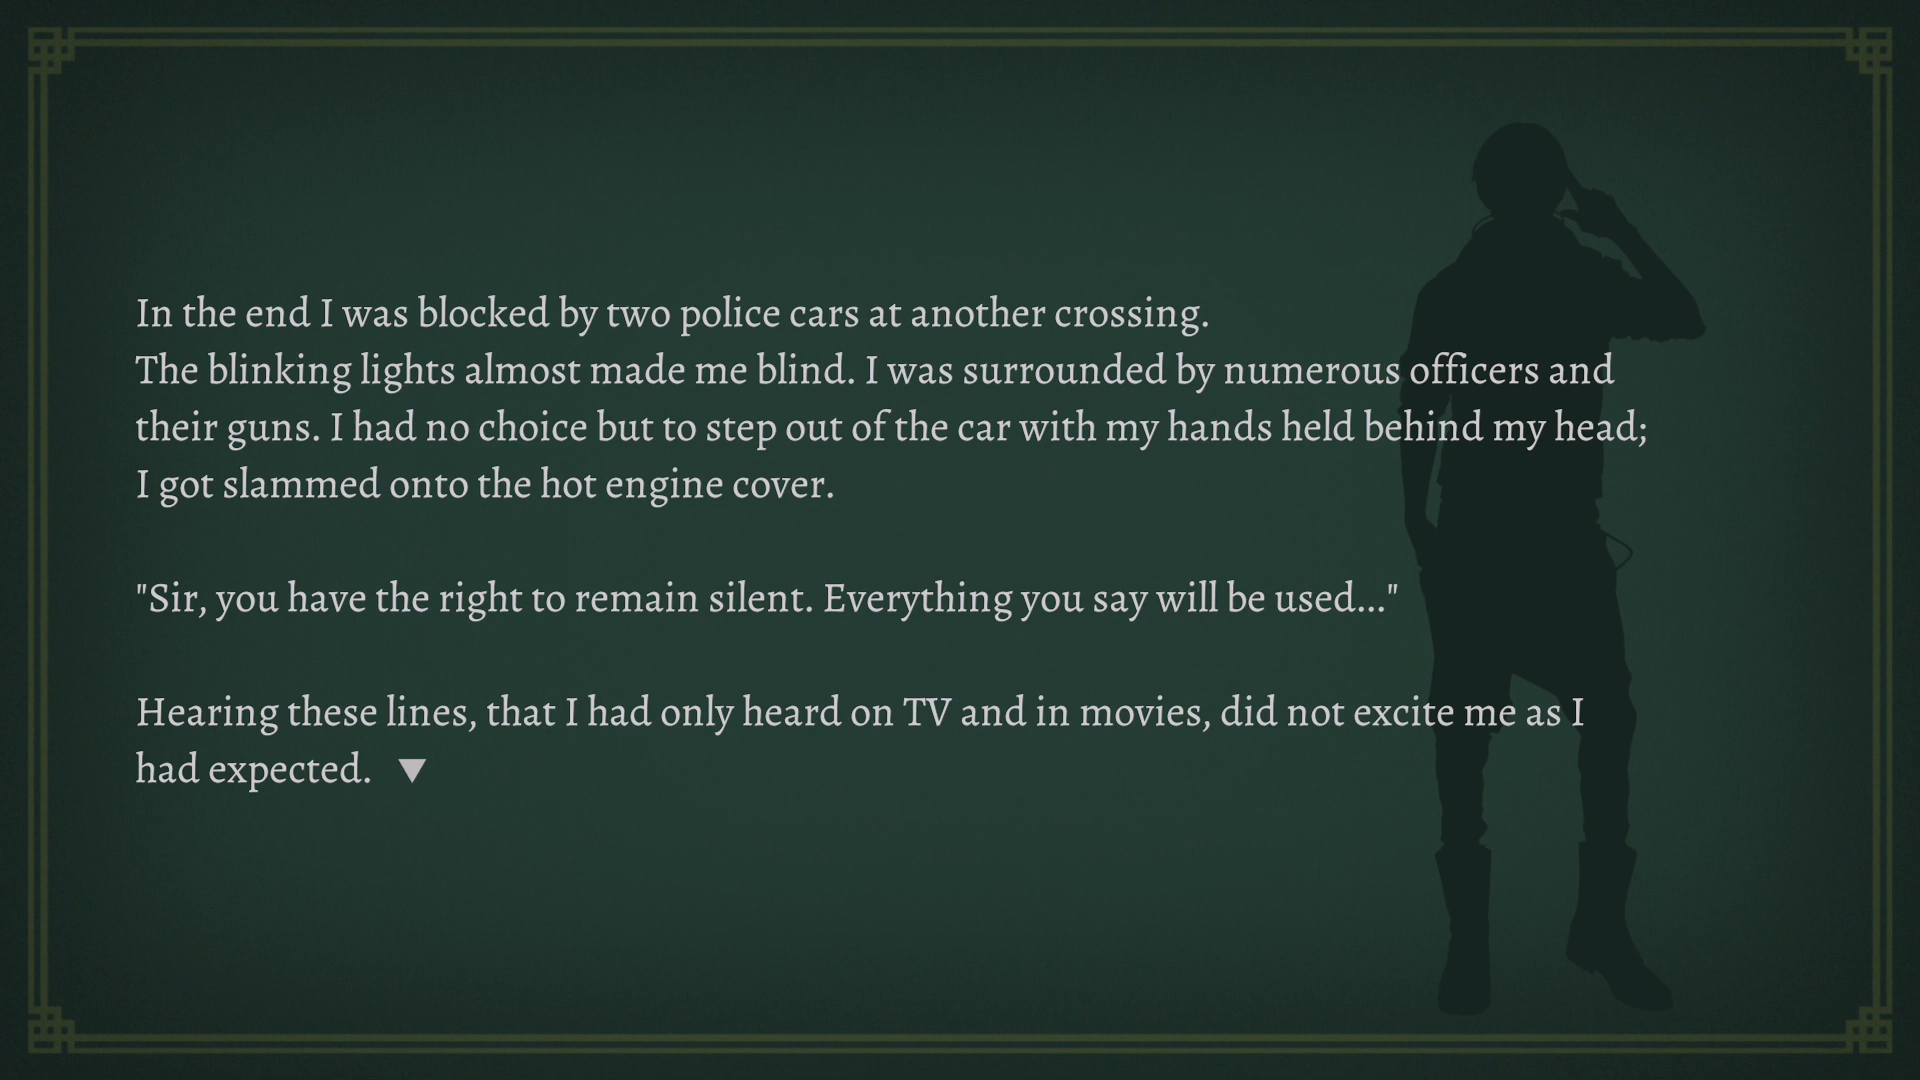 In the end I was blocked by two police cars at another crossing.
The blinking lights almost made me blind. I was surrounded by numerous officers and
their guns. I had no choice but to step out of the car with my hands held behind my head;
I got slammed onto the hot engine cover.
"Sir, you have the right to remain silent. Everything you say will be used..."
Hearing these lines, that I had only heard on TV and in movies, did not excite me as I
had expected.